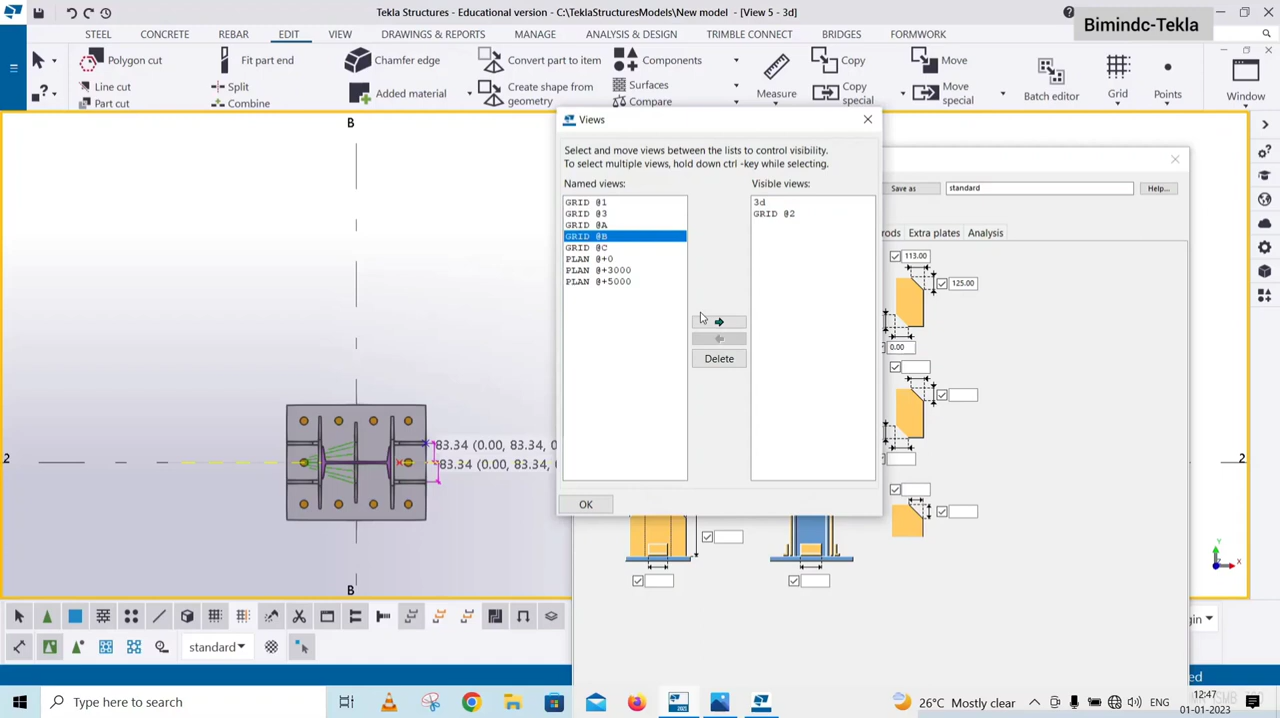 Tekla Structures - Educational version - C:\TeklaStructuresModels\New model - [View 5 - 3d]
Bimindc-Tekla
STEEL CONCRETE REBAR EDIT VIEW DRAWINGS & REPORTS MANAGE ANALYSIS & DESIGN TRIMBLE CONNECT BRIDGES FORMWORK
Polygon cut
Line cut
Part cut
Fit part end
Split
Combine
Chamfer edge
Added material
Convert part to item
Create shape from
geometry
Components
Surfaces
Compare
Measure
Copy
Copy
special
Move
Move
special
Batch editor
Grid
Points
Window
B
2
83.34 (0.00, 83.34, 0
83.34 (0.00, 83.34, 0
B
2
Y
X
Views
Select and move views between the lists to control visibility.
To select multiple views, hold down ctrl -key while selecting.
Named views:
Visible views:
GRID @1
GRID @3
GRID @A
GRID @B
GRID @C
PLAN @+0
PLAN @+3000
PLAN @+5000
3d
GRID @2
Delete
OK
Save as
standard
Help...
rods
Extra plates
Analysis
113.00
125.00
0.00
standard
gin
ed
Type here to search
26°C Mostly clear
ENG
12:47
01-01-2023